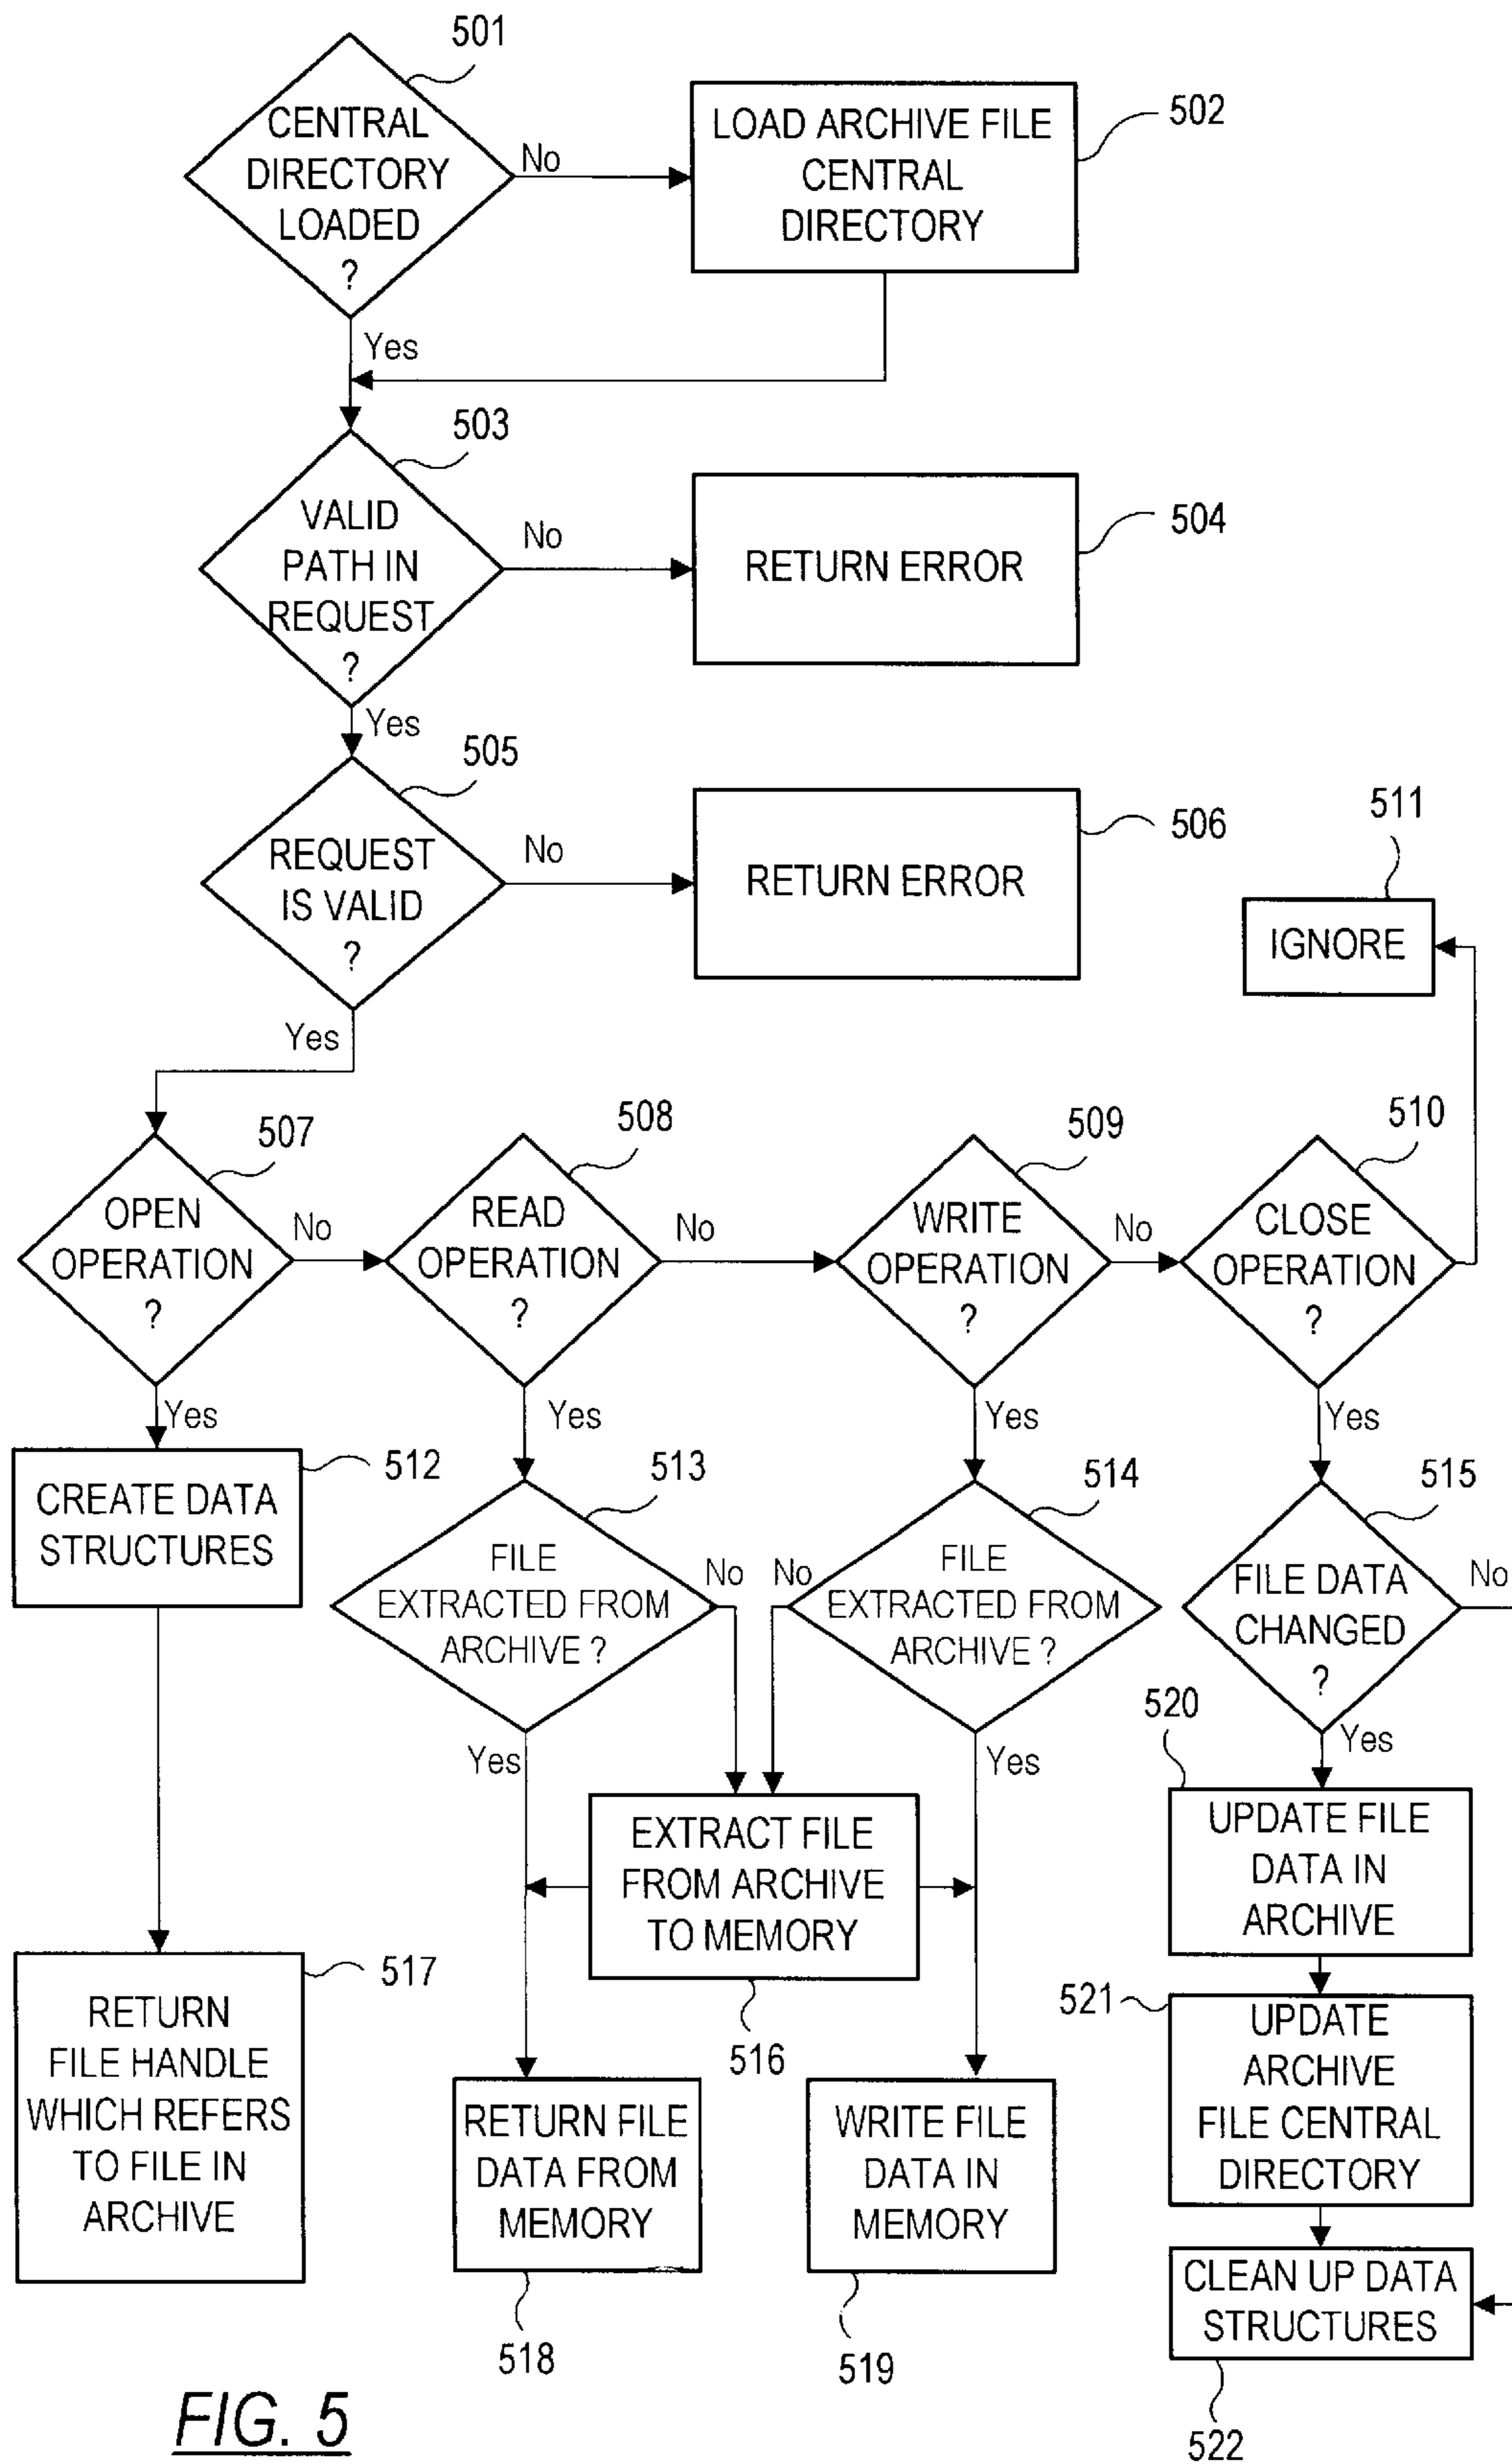 501
CENTRAL
DIRECTORY
LOADED
?
No
LOAD ARCHIVE FILE
CENTRAL
DIRECTORY
502
Yes
503
VALID
PATH IN
REQUEST
?
No
RETURN ERROR
504
Yes
505
REQUEST
IS VALID
?
No
RETURN ERROR
506
511
IGNORE
Yes
507
OPEN
OPERATION
?
No
508
READ
OPERATION
?
No
509
WRITE
OPERATION
?
No
510
CLOSE
OPERATION
?
Yes
Yes
Yes
Yes
512
CREATE DATA
STRUCTURES
513
FILE
EXTRACTED FROM
ARCHIVE ?
No
514
No
FILE
EXTRACTED FROM
ARCHIVE ?
515
FILE DATA
CHANGED
?
No
Yes
Yes
Yes
520
EXTRACT FILE
FROM ARCHIVE
TO MEMORY
516
UPDATE FILE
DATA IN
ARCHIVE
517
RETURN
FILE HANDLE
WHICH REFERS
TO FILE IN
ARCHIVE
521
UPDATE
ARCHIVE
FILE CENTRAL
DIRECTORY
RETURN FILE
DATA FROM
MEMORY
518
WRITE FILE
DATA IN
MEMORY
519
CLEAN UP DATA
STRUCTURES
522
FIG. 5